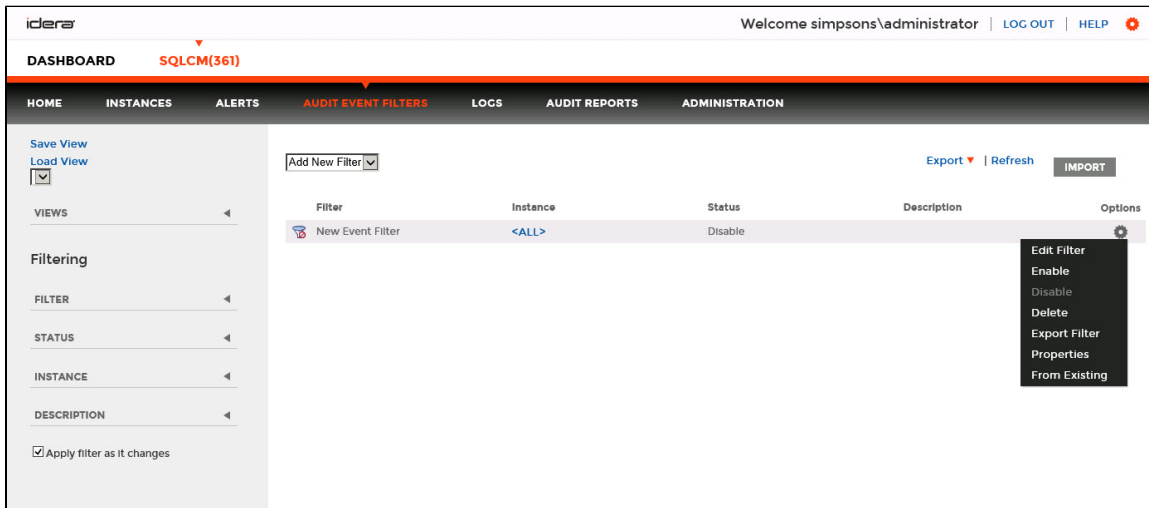 idera
Welcome simpsons\administrator | LOG OUT | HELP
DASHBOARD SQLCM(361)
HOME INSTANCES ALERTS AUDIT EVENT FILTERS LOGS AUDIT REPORTS ADMINISTRATION
Save View
Load View
VIEWS
Filtering
FILTER
STATUS
INSTANCE
DESCRIPTION
Apply filter as it changes
Add New Filter
Export | Refresh IMPORT
Filter Instance Status Description Options
New Event Filter <ALL> Disable
Edit Filter
Enable
Disable
Delete
Export Filter
Properties
From Existing